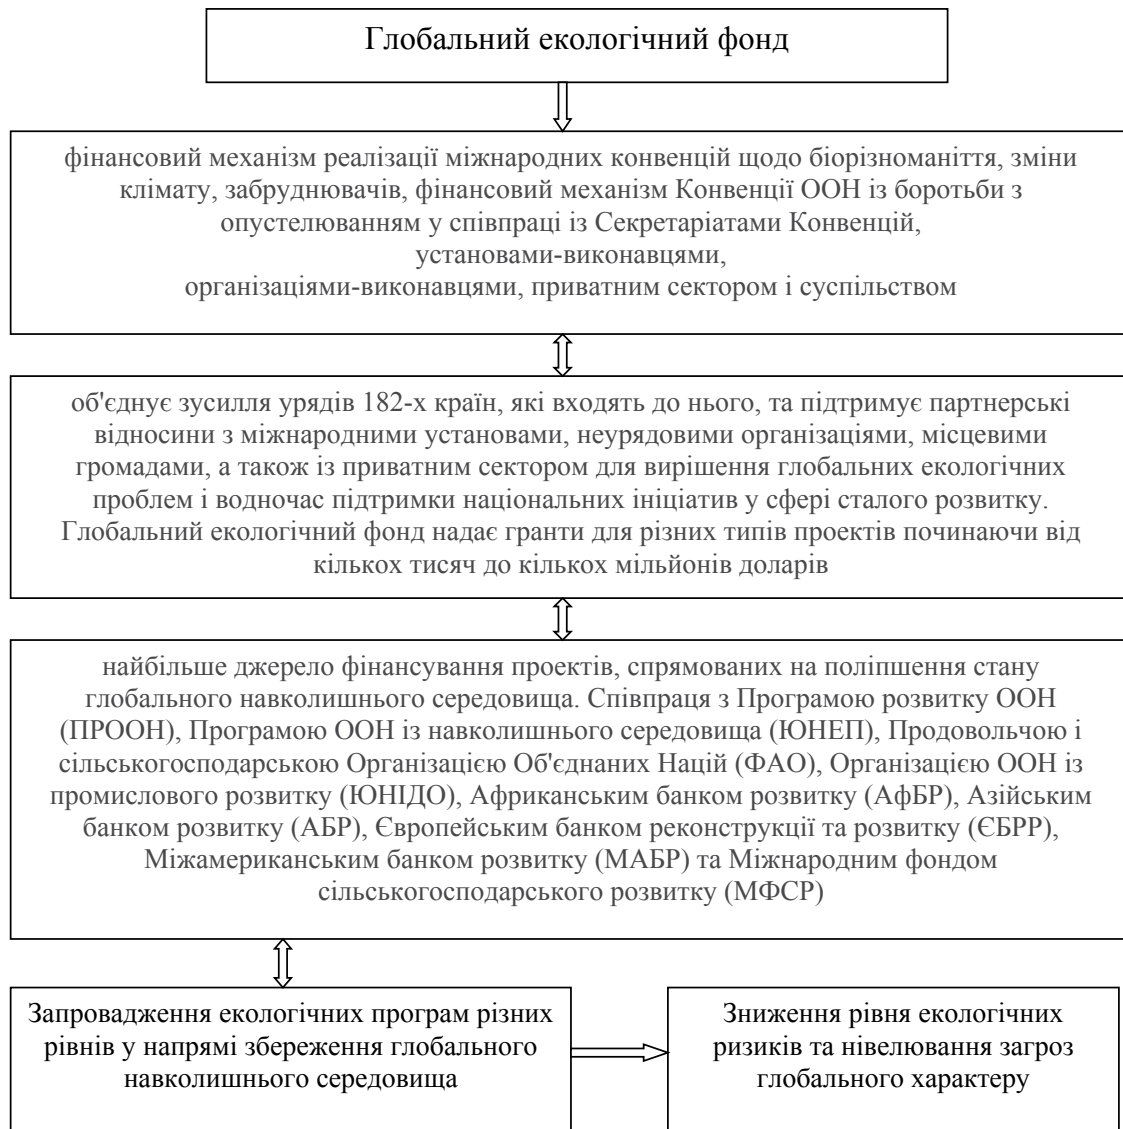 Глобальний екологічний фонд
фінансовий механізм реалізації міжнародних конвенцій щодо біорізноманіття, зміни
клімату, забруднювачів, фінансовий механізм Конвенції ООН із боротьби з
опустелюванням у співпраці із Секретаріатами Конвенцій,
установами-виконавцями,
організаціями-виконавцями, приватним сектором і суспільством
об'єднує зусилля урядів 182-х країн, які входять до нього, та підтримує партнерські
відносини з міжнародними установами, неурядовими організаціями, місцевими
громадами, а також із приватним сектором для вирішення глобальних екологічних
проблем і водночас підтримки національних ініціатив у сфері сталого розвитку.
Глобальний екологічний фонд надає гранти для різних типів проектів починаючи від
кількох тисяч до кількох мільйонів доларів
найбільше джерело фінансування проектів, спрямованих на поліпшення стану
глобального навколишнього середовища. Співпраця з Програмою розвитку ООН
(ПРООН), Програмою ООН із навколишнього середовища (ЮНЕП), Продовольчою і
сільськогосподарською Організацією Об'єднаних Націй (ФАО), Організацією ООН із
промислового розвитку (ЮНІДО), Африканським банком розвитку (АфБР), Азійським
банком розвитку (АБР), Європейським банком реконструкції та розвитку (ЄБРР),
Міжамериканським банком розвитку (МАБР) та Міжнародним фондом
сільськогосподарського розвитку (МФСР)
Запровадження екологічних програм різних
рівнів у напрямі збереження глобального
навколишнього середовища
Зниження рівня екологічних
ризиків та нівелювання загроз
глобального характеру